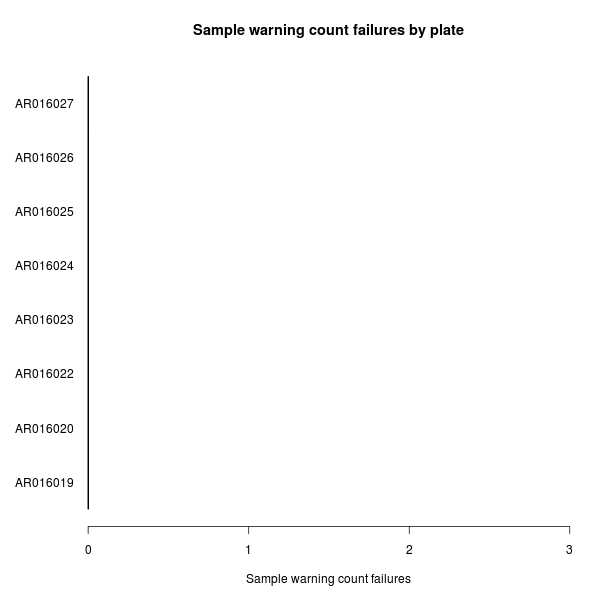 Sample warning count failures by plate
AR016027
AR016026
AR016025
AR016024
AR016023
AR016022
AR016020
AR016019
0 1 2 3
Sample warning count failures